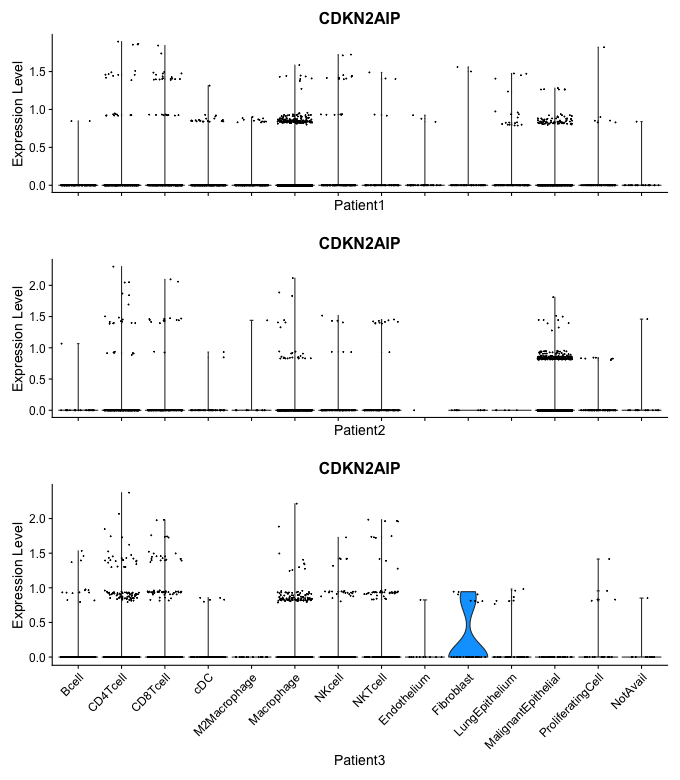 CDKN2AIP
Expression Level
1.5
1.0
0.5
0.0
Patient1
CDKN2AIP
Expression Level
2.0
1.5
1.0
0.5
0.0
Patient2
CDKN2AIP
Expression Level
2.0
1.5
1.0
0.5
0.0
Bcell
CD4Tcell
CD8Tcell
cDC
M2Macrophage
Macrophage
NKcell
NKTcell
Endothelium
Fibroblast
LungEpithelium
MalignantEpithelial
ProliferatingCell
NotAvail
Patient3